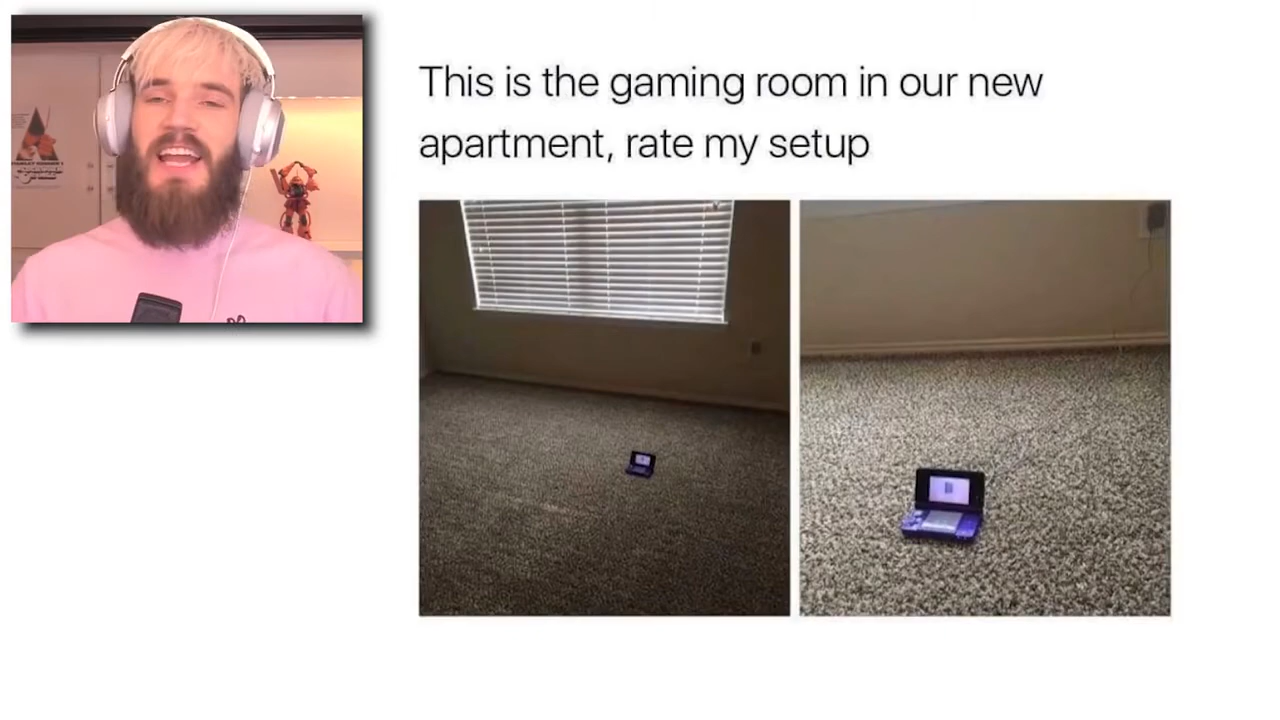 This is the gaming room in our new
apartment, rate my setup